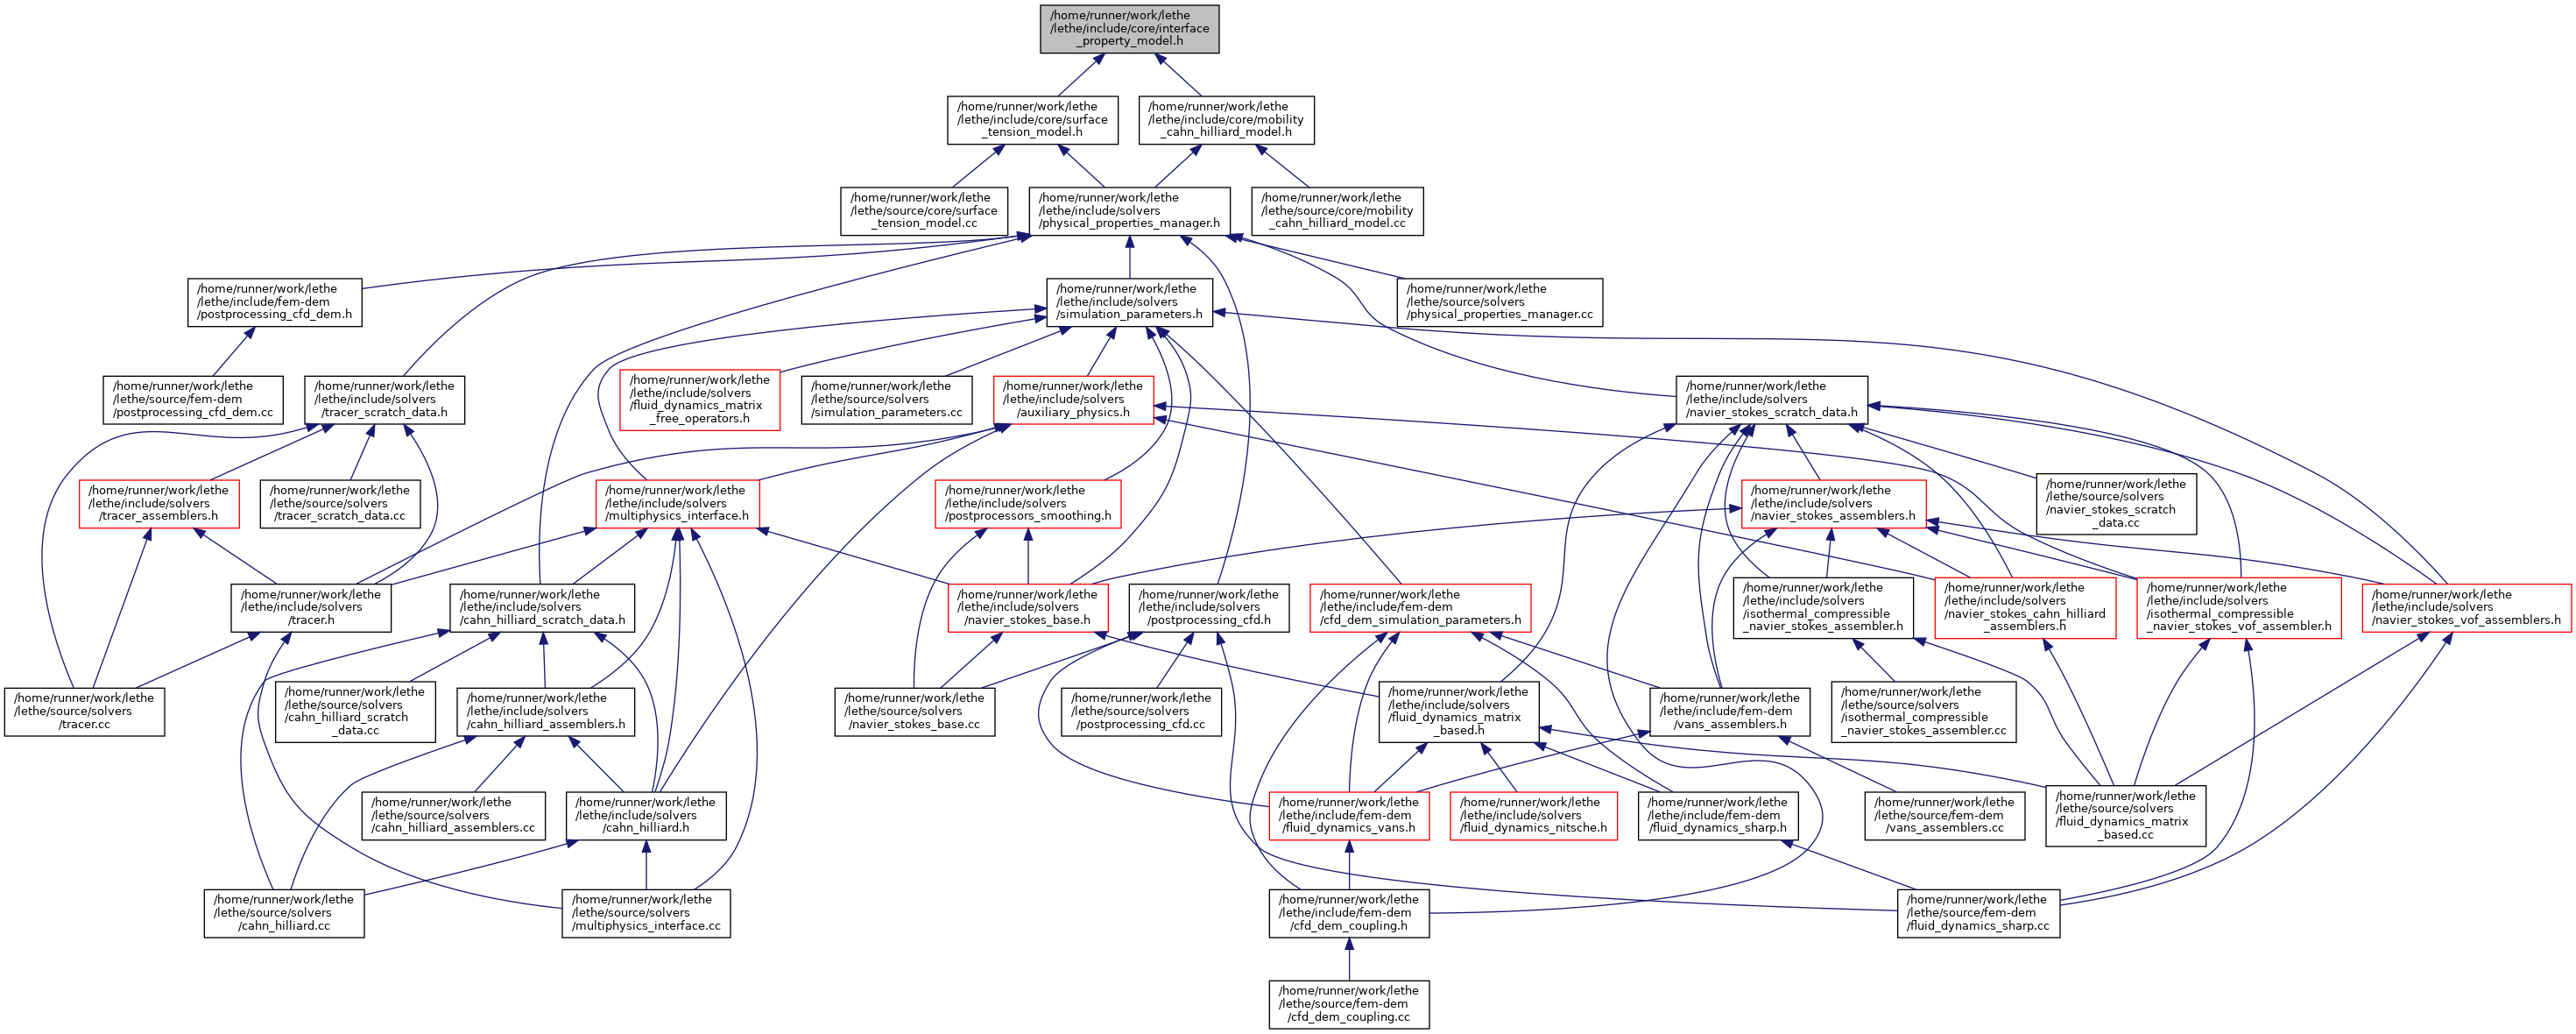 /home/runner/work/lethe
/lethe/include/core/interface
_property_model.h
/home/runner/work/lethe
/lethe/include/core/surface
_tension_model.h
/home/runner/work/lethe
/lethe/include/core/mobility
_cahn_hilliard_model.h
/home/runner/work/lethe
/lethe/source/core/surface
_tension_model.cc
/home/runner/work/lethe
/lethe/include/solvers
/physical_properties_manager.h
/home/runner/work/lethe
/lethe/source/core/mobility
_cahn_hilliard_model.cc
/home/runner/work/lethe
/lethe/include/fem-dem
/postprocessing_cfd_dem.h
/home/runner/work/lethe
/lethe/include/solvers
/simulation_parameters.h
/home/runner/work/lethe
/lethe/source/solvers
/physical_properties_manager.cc
/home/runner/work/lethe
/lethe/source/fem-dem
/postprocessing_cfd_dem.cc
/home/runner/work/lethe
/lethe/include/solvers
/tracer_scratch_data.h
/home/runner/work/lethe
/lethe/include/solvers
/fluid_dynamics_matrix
_free_operators.h
/home/runner/work/lethe
/lethe/source/solvers
/simulation_parameters.cc
/home/runner/work/lethe
/lethe/include/solvers
/auxiliary_physics.h
/home/runner/work/lethe
/lethe/include/solvers
/navier_stokes_scratch_data.h
/home/runner/work/lethe
/lethe/include/solvers
/tracer_assemblers.h
/home/runner/work/lethe
/lethe/source/solvers
/tracer_scratch_data.cc
/home/runner/work/lethe
/lethe/include/solvers
/multiphysics_interface.h
/home/runner/work/lethe
/lethe/include/solvers
/postprocessors_smoothing.h
/home/runner/work/lethe
/lethe/include/solvers
/navier_stokes_assemblers.h
/home/runner/work/lethe
/lethe/source/solvers
/navier_stokes_scratch
_data.cc
/home/runner/work/lethe
/lethe/include/solvers
/tracer.h
/home/runner/work/lethe
/lethe/include/solvers
/cahn_hilliard_scratch_data.h
/home/runner/work/lethe
/lethe/include/solvers
/navier_stokes_base.h
/home/runner/work/lethe
/lethe/include/solvers
/postprocessing_cfd.h
/home/runner/work/lethe
/lethe/include/fem-dem
/cfd_dem_simulation_parameters.h
/home/runner/work/lethe
/lethe/include/solvers
/isothermal_compressible
_navier_stokes_assembler.h
/home/runner/work/lethe
/lethe/include/solvers
/navier_stokes_cahn_hilliard
_assemblers.h
/home/runner/work/lethe
/lethe/include/solvers
/isothermal_compressible
_navier_stokes_vof_assembler.h
/home/runner/work/lethe
/lethe/include/solvers
/navier_stokes_vof_assemblers.h
/home/runner/work/lethe
/lethe/source/solvers
/tracer.cc
/home/runner/work/lethe
/lethe/source/solvers
/cahn_hilliard_scratch
_data.cc
/home/runner/work/lethe
/lethe/include/solvers
/cahn_hilliard_assemblers.h
/home/runner/work/lethe
/lethe/source/solvers
/navier_stokes_base.cc
/home/runner/work/lethe
/lethe/source/solvers
/postprocessing_cfd.cc
/home/runner/work/lethe
/lethe/include/solvers
/fluid_dynamics_matrix
_based.h
/home/runner/work/lethe
/lethe/include/fem-dem
/vans_assemblers.h
/home/runner/work/lethe
/lethe/source/solvers
/isothermal_compressible
_navier_stokes_assembler.cc
/home/runner/work/lethe
/lethe/source/solvers
/cahn_hilliard_assemblers.cc
/home/runner/work/lethe
/lethe/include/solvers
/cahn_hilliard.h
/home/runner/work/lethe
/lethe/include/fem-dem
/fluid_dynamics_vans.h
/home/runner/work/lethe
/lethe/include/solvers
/fluid_dynamics_nitsche.h
/home/runner/work/lethe
/lethe/include/fem-dem
/fluid_dynamics_sharp.h
/home/runner/work/lethe
/lethe/source/fem-dem
/vans_assemblers.cc
/home/runner/work/lethe
/lethe/source/solvers
/fluid_dynamics_matrix
_based.cc
/home/runner/work/lethe
/lethe/source/solvers
/cahn_hilliard.cc
/home/runner/work/lethe
/lethe/source/solvers
/multiphysics_interface.cc
/home/runner/work/lethe
/lethe/include/fem-dem
/cfd_dem_coupling.h
/home/runner/work/lethe
/lethe/source/fem-dem
/fluid_dynamics_sharp.cc
/home/runner/work/lethe
/lethe/source/fem-dem
/cfd_dem_coupling.cc